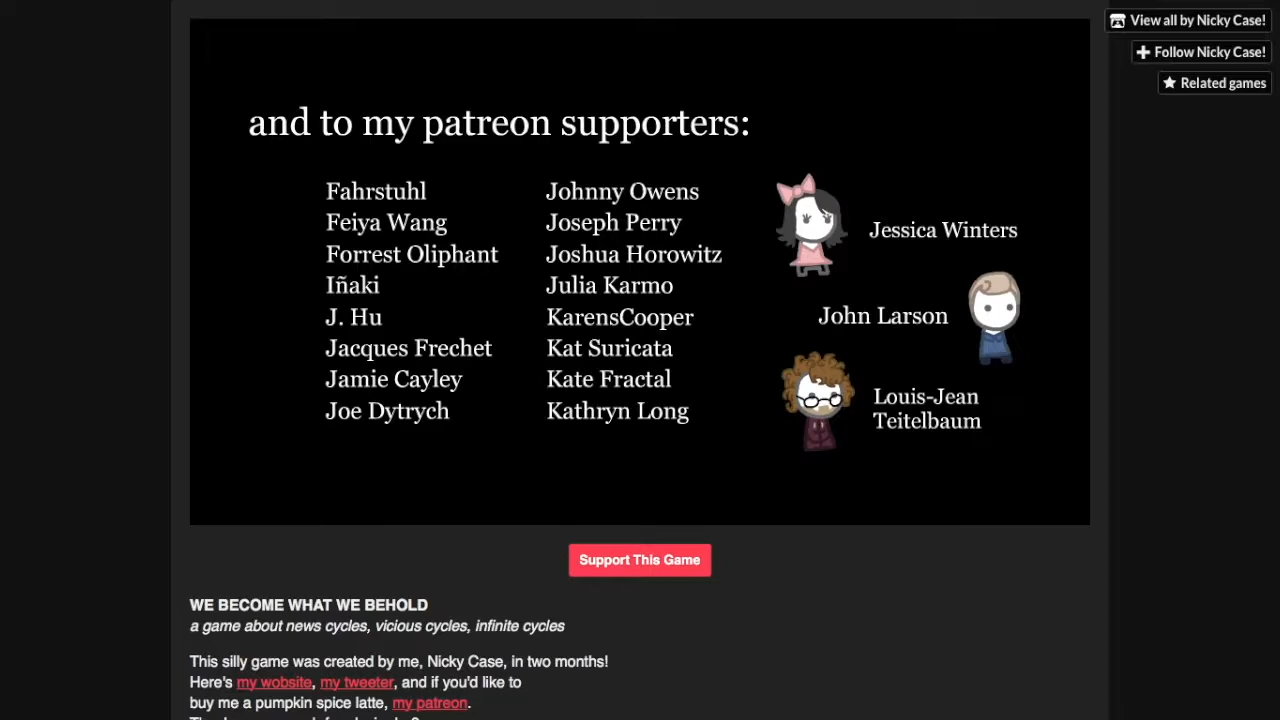 View all by Nicky Case!
Follow Nicky Case!
Related games
and to my patreon supporters:
Fahrstuhl
Feiya Wang
Forrest Oliphant
Iñaki
J. Hu
Jacques Frechet
Jamie Cayley
Joe Dytrych
Johnny Owens
Joseph Perry
Joshua Horowitz
Julia Karmo
KarensCooper
Kat Suricata
Kate Fractal
Kathryn Long
Jessica Winters
John Larson
Louis-Jean
Teitelbaum
Support This Game
WE BECOME WHAT WE BEHOLD
a game about news cycles, vicious cycles, infinite cycles
This silly game was created by me, Nicky Case, in two months!
Here's my wobsite, my tweeter, and if you'd like to
buy me a pumpkin spice latte, my patreon.